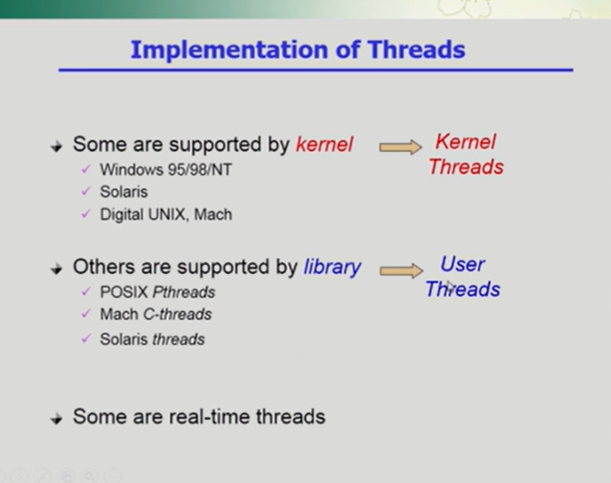 Implementation of Threads
Some are supported by kernel
Kernel
Threads
Windows 95/98/NT
Solaris
Digital UNIX, Mach
Others are supported by library
User
Threads
POSIX Pthreads
Mach C-threads
Solaris threads
Some are real-time threads